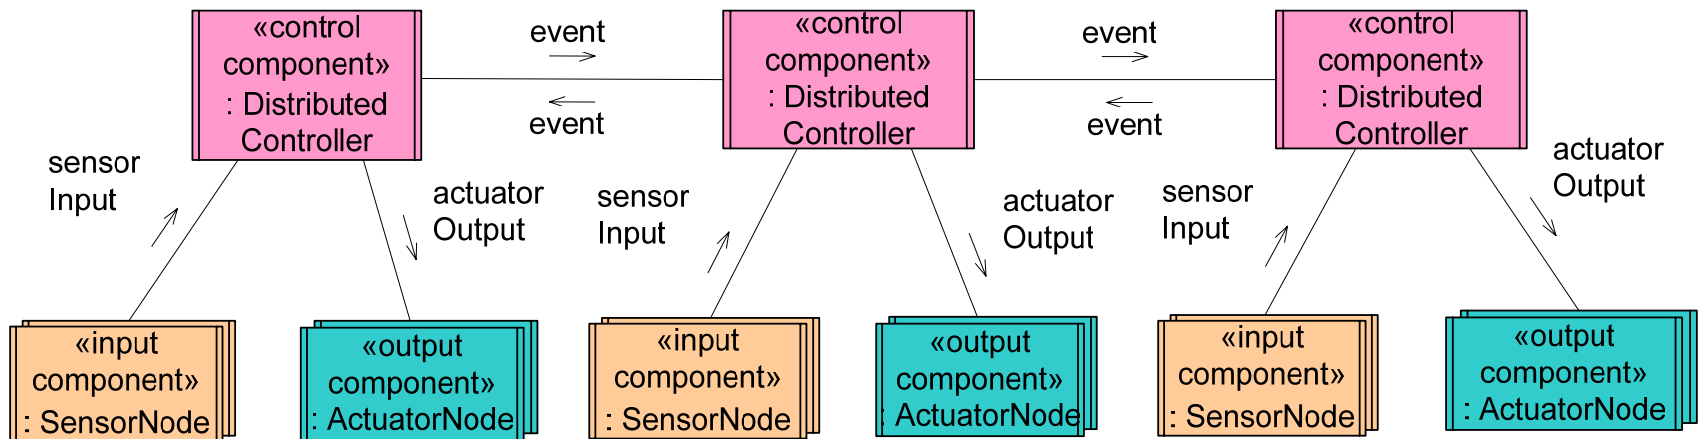 «control
component»
: Distributed
Controller
event
event
«control
component»
: Distributed
Controller
event
event
«control
component»
: Distributed
Controller
sensor
Input
actuator
Output
sensor
Input
actuator
Output
sensor
Input
actuator
Output
«input
component»
: SensorNode
«output
component»
: ActuatorNode
«input
component»
: SensorNode
«output
component»
: ActuatorNode
«input
component»
: SensorNode
«output
component»
: ActuatorNode